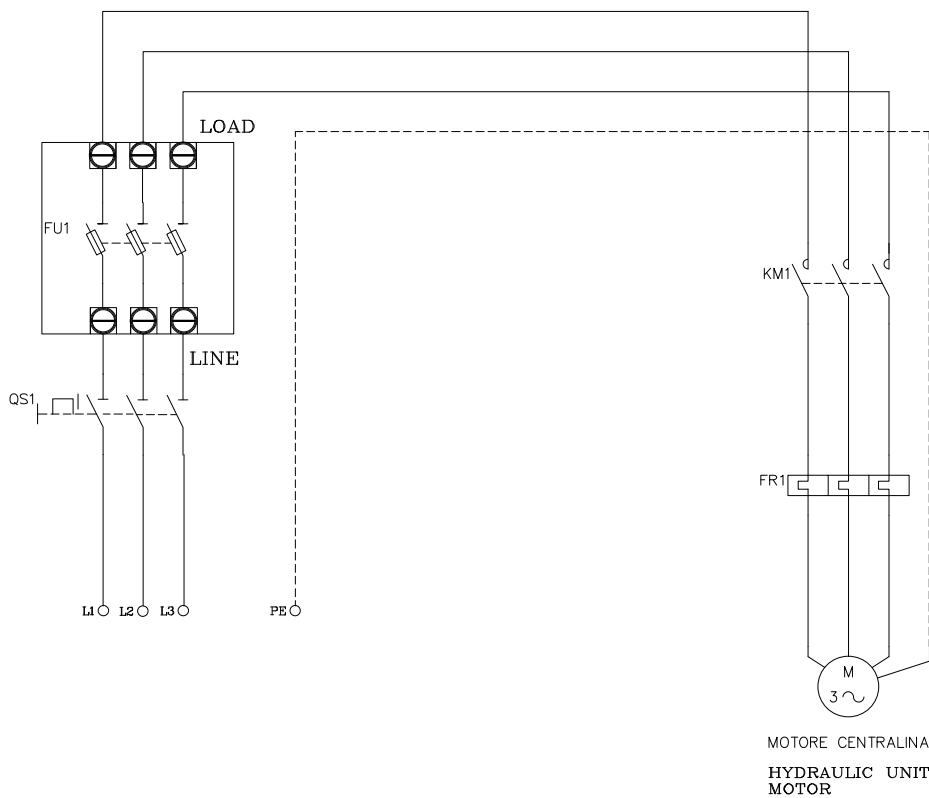 LOAD
FU1
KM1
LINE
QS1
FR1
L1 L2 L3 PE
M
3
MOTORE CENTRALINA
HYDRAULIC UNIT
MOTOR